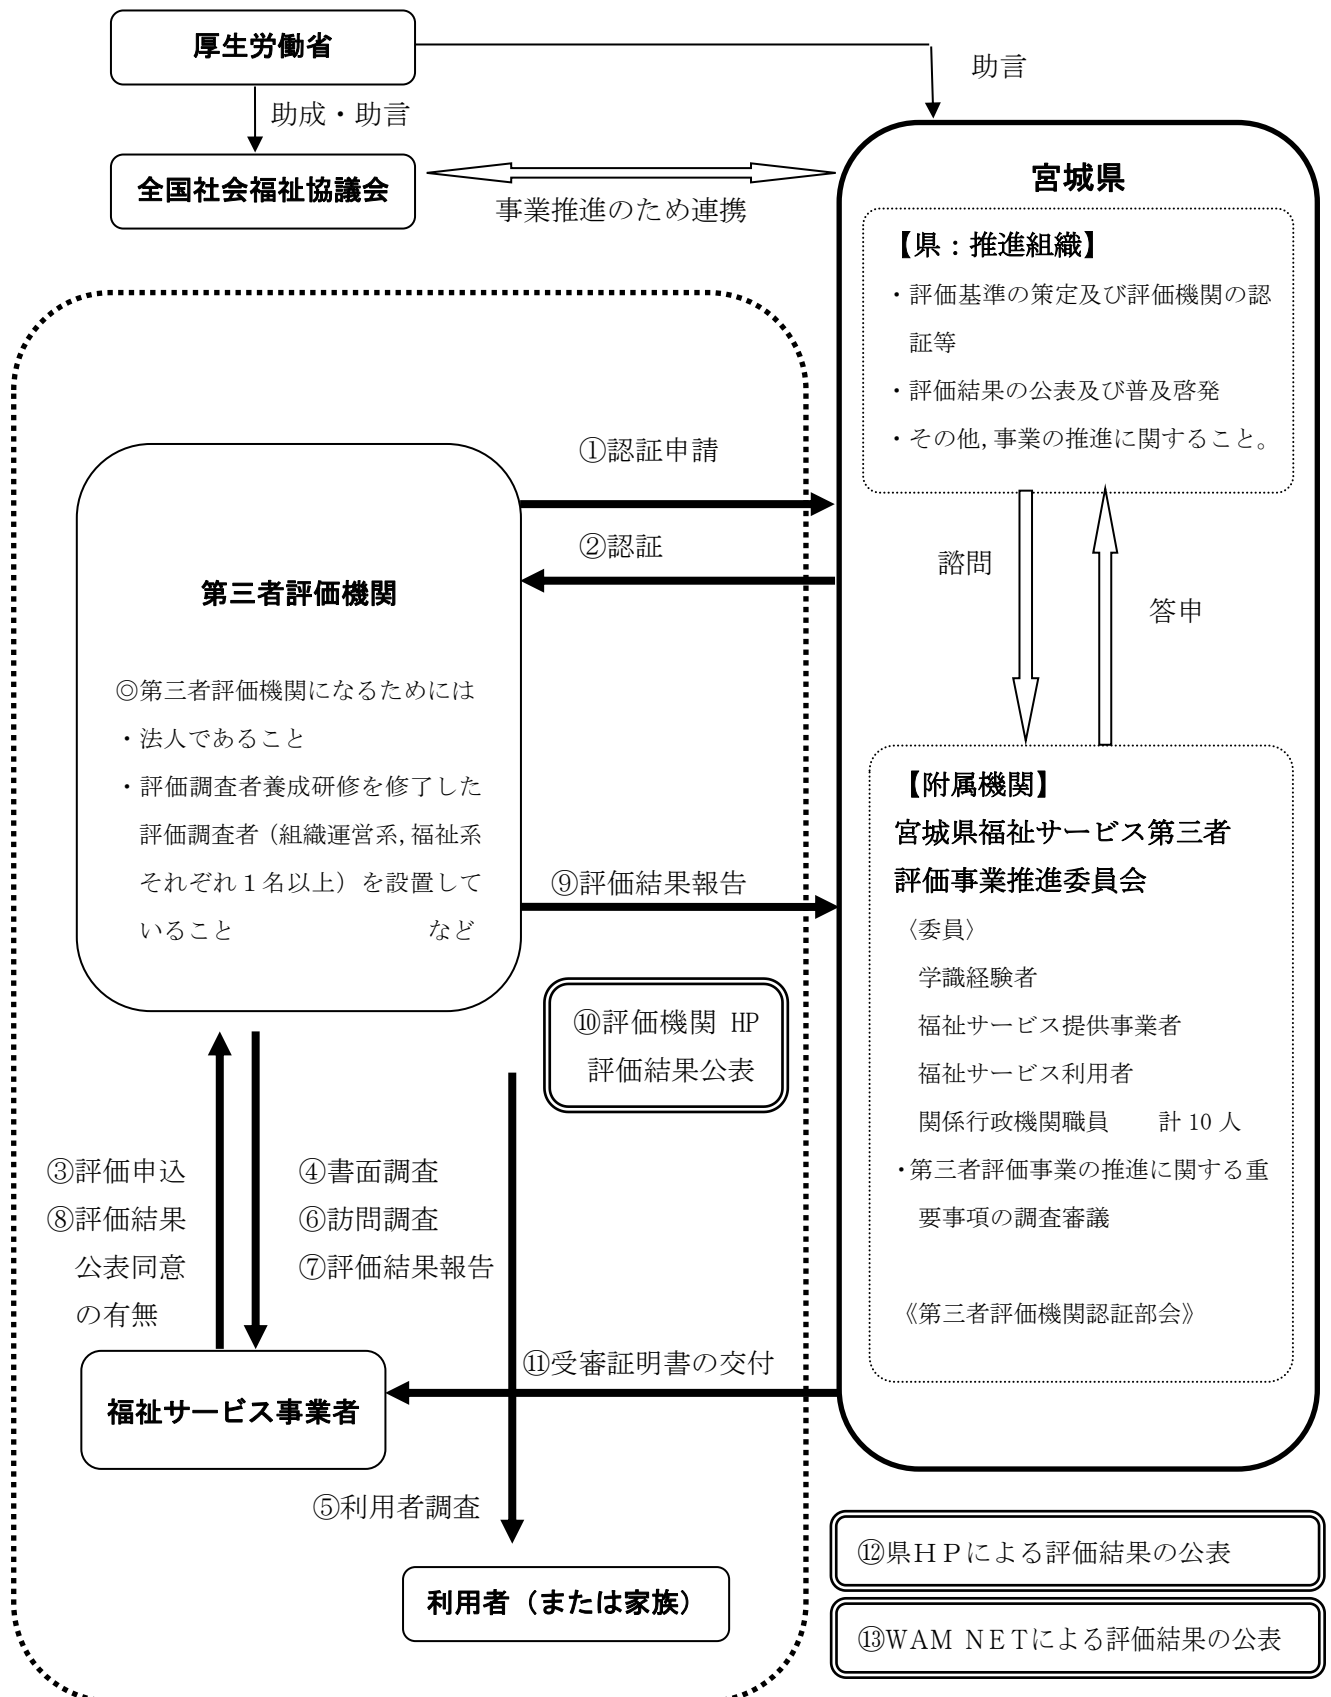 厚生労働省
助言
助成・助言
全国社会福祉協議会
事業推進のため連携
宮城県
【県：推進組織】
・評価基準の策定及び評価機関の認
証等
・評価結果の公表及び普及啓発
・その他,事業の推進に関すること。
①認証申請
②認証
諮問
答申
第三者評価機関
◎第三者評価機関になるためには
・法人であること
・評価調査者養成研修を修了した
評価調査者（組織運営系,福祉系
それぞれ１名以上）を設置して
いること　など
⑨評価結果報告
⑩評価機関 HP
評価結果公表
【附属機関】
宮城県福祉サービス第三者
評価事業推進委員会
〈委員〉
学識経験者
福祉サービス提供事業者
福祉サービス利用者
関係行政機関職員　計 10 人
・第三者評価事業の推進に関する重
要事項の調査審議
《第三者評価機関認証部会》
③評価申込
⑧評価結果
公表同意
の有無
④書面調査
⑥訪問調査
⑦評価結果報告
⑪受審証明書の交付
福祉サービス事業者
⑤利用者調査
利用者（または家族）
⑫県ＨＰによる評価結果の公表
⑬WAM NETによる評価結果の公表